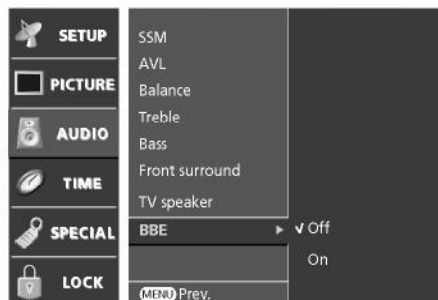 SETUP
PICTURE
AUDIO
TIME
SPECIAL
LOCK
SSM
AVL
Balance
Treble
Bass
Front surround
TV speaker
BBE
Off
On
MENU Prev.